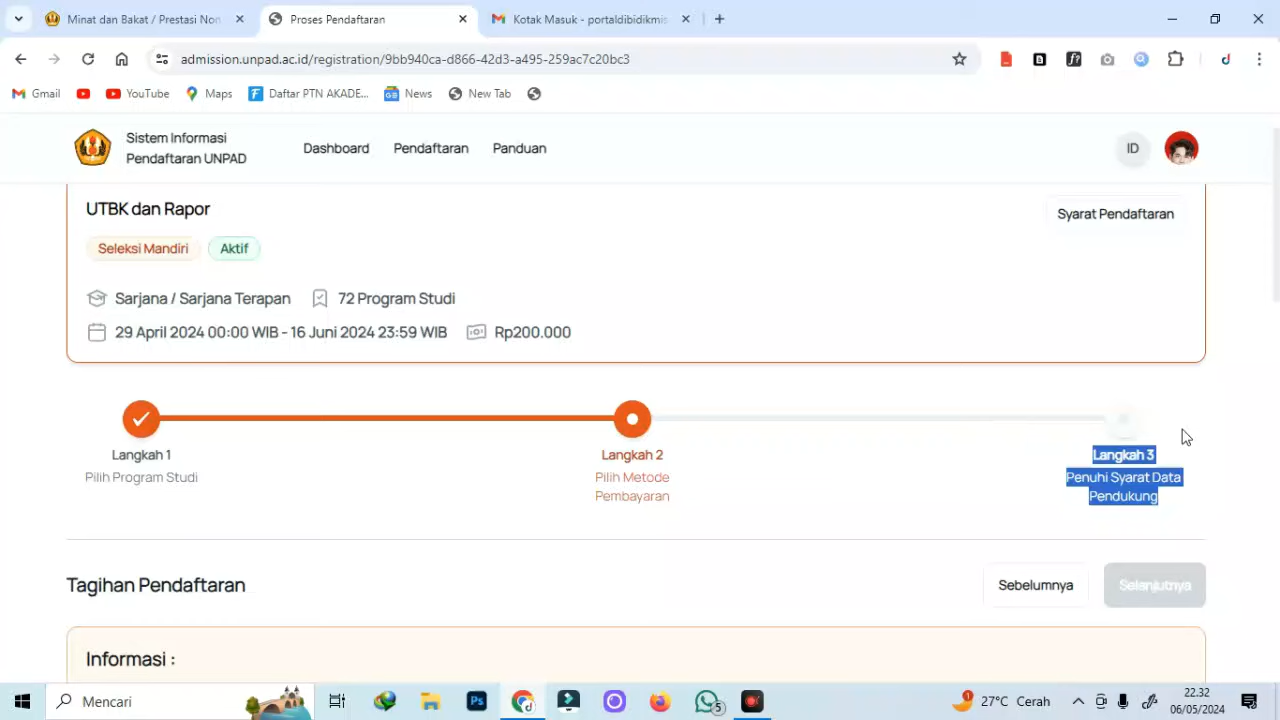 Minat dan Bakat / Prestasi Non
Proses Pendaftaran
Kotak Masuk - portaldibidikmis
admission.unpad.ac.id/registration/9bb940ca-d866-42d3-a495-259ac7c20bc3
Gmail
YouTube
Maps
Daftar PTN AKADE...
News
New Tab
Sistem Informasi
Pendaftaran UNPAD
Dashboard
Pendaftaran
Panduan
ID
UTBK dan Rapor
Syarat Pendaftaran
Seleksi Mandiri
Aktif
Sarjana / Sarjana Terapan
72 Program Studi
29 April 2024 00:00 WIB - 16 Juni 2024 23:59 WIB
Rp200.000
Langkah 1
Pilih Program Studi
Langkah 2
Pilih Metode
Pembayaran
Langkah 3
Penuhi Syarat Data
Pendukung
Tagihan Pendaftaran
Sebelumnya
Selanjutnya
Informasi :
Mencari
Ps
5
1
27°C Cerah
22.32
06/05/2024